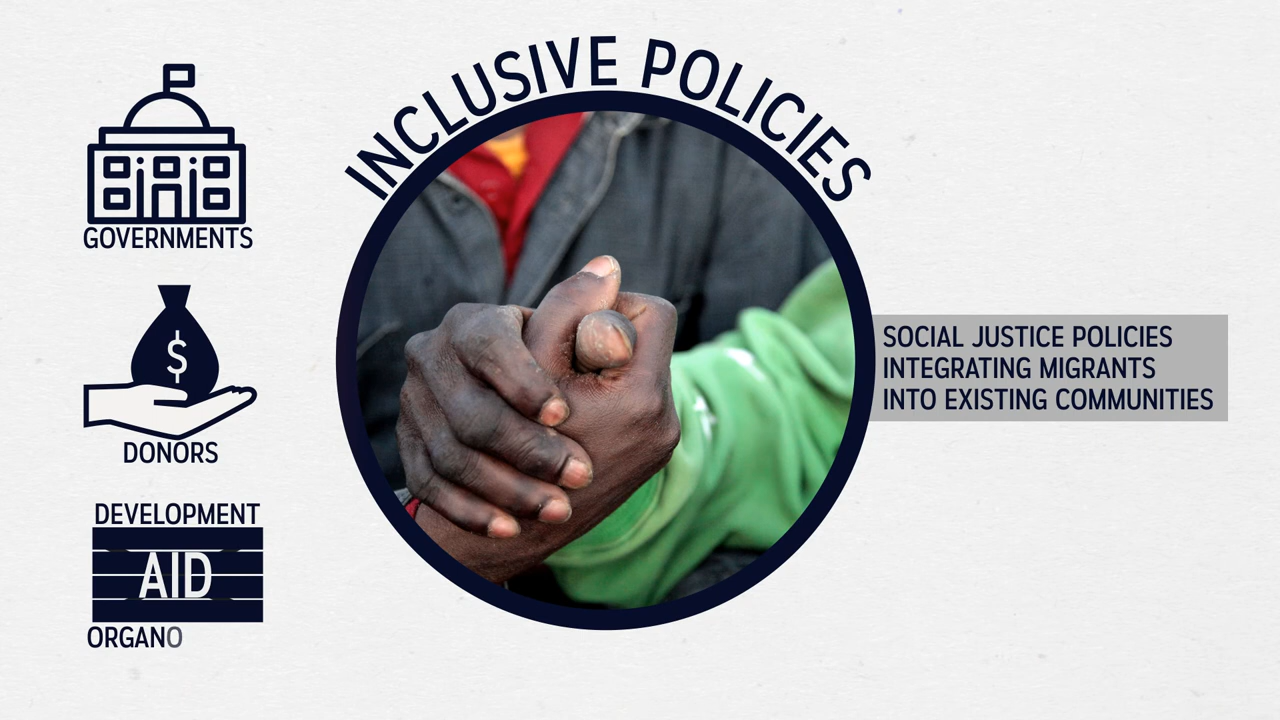 INCLUSIVE POLICIES
GOVERNMENTS
$
DONORS
DEVELOPMENT
AID
ORGANO
SOCIAL JUSTICE POLICIES
INTEGRATING MIGRANTS
INTO EXISTING COMMUNITIES